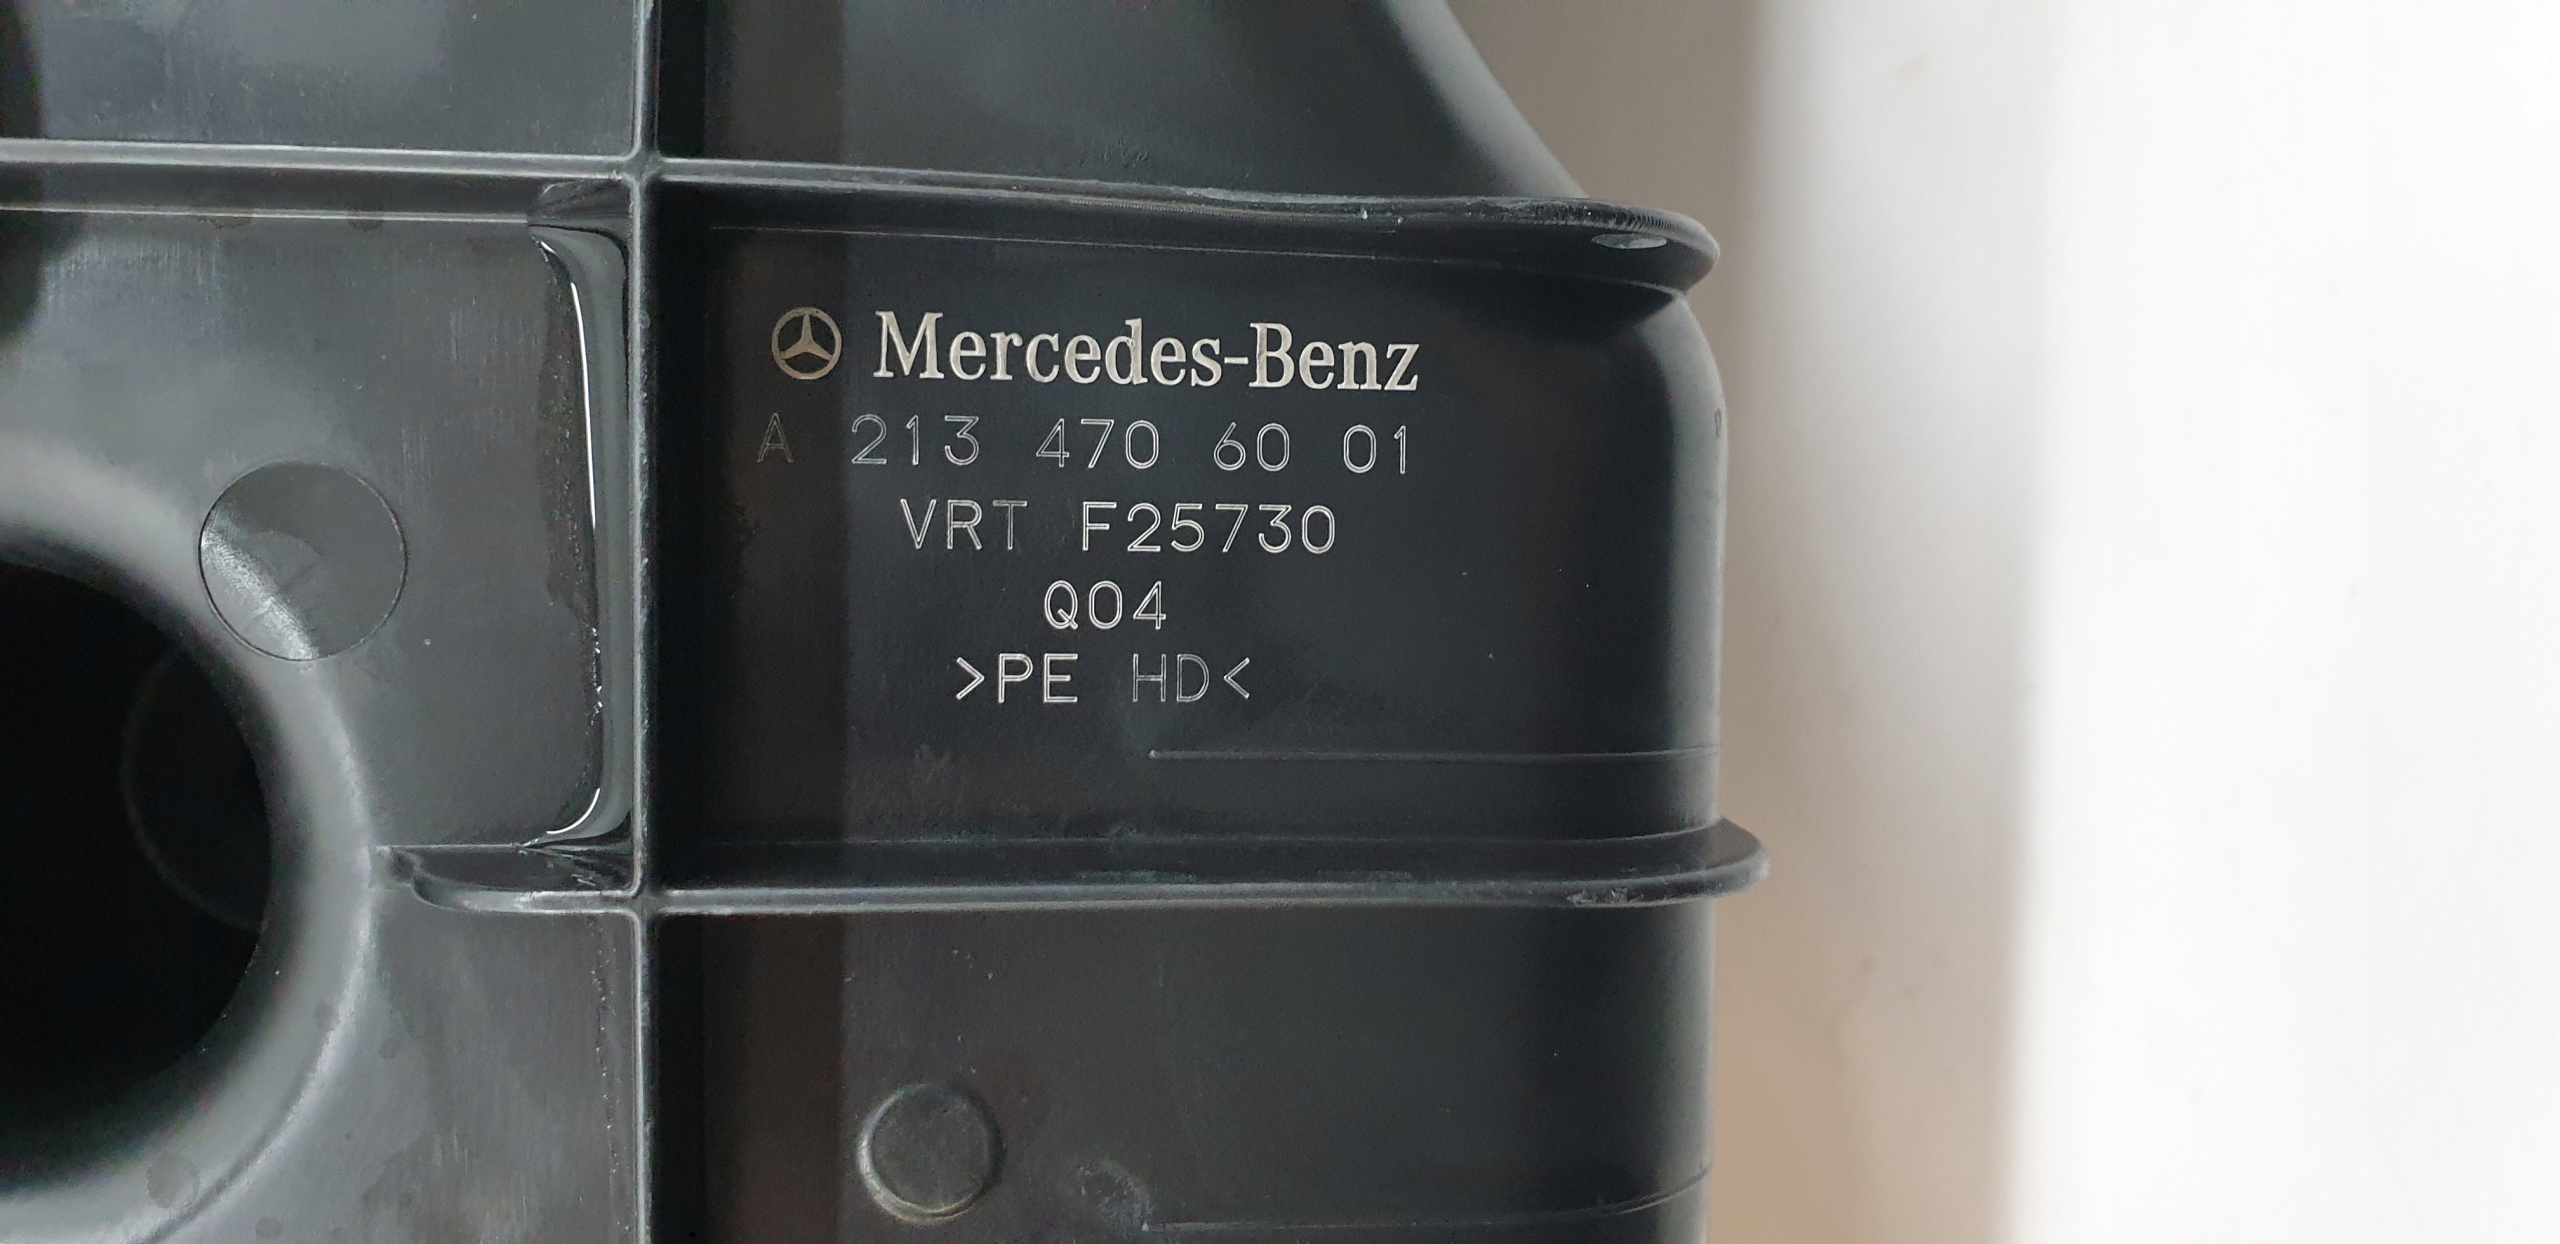 Mercedes-Benz
A 213 470 60 01
VRT F25730
Q04
>PE HD<